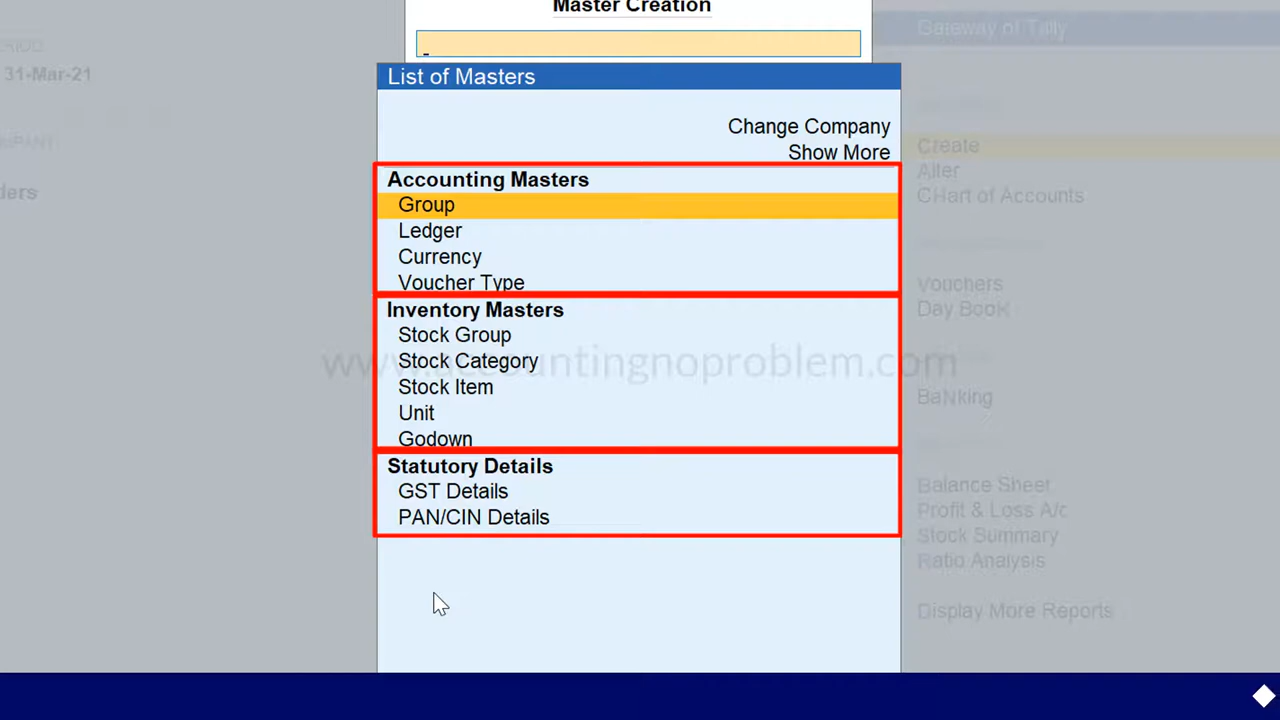 Master Creation
31-Mar-21
List of Masters
Change Company
Show More
Accounting Masters
Group
Ledger
Currency
Voucher Type
Inventory Masters
Stock Group
Stock Category
Stock Item
Unit
Godown
Statutory Details
GST Details
PAN/CIN Details
www.accountingnoproblem.com
Gateway of Tally
Create
Alter
CHart of Accounts
Vouchers
Day BooK
BaNking
Balance Sheet
Profit & Loss A/c
Stock Summary
Ratio Analysis
Display More Reports